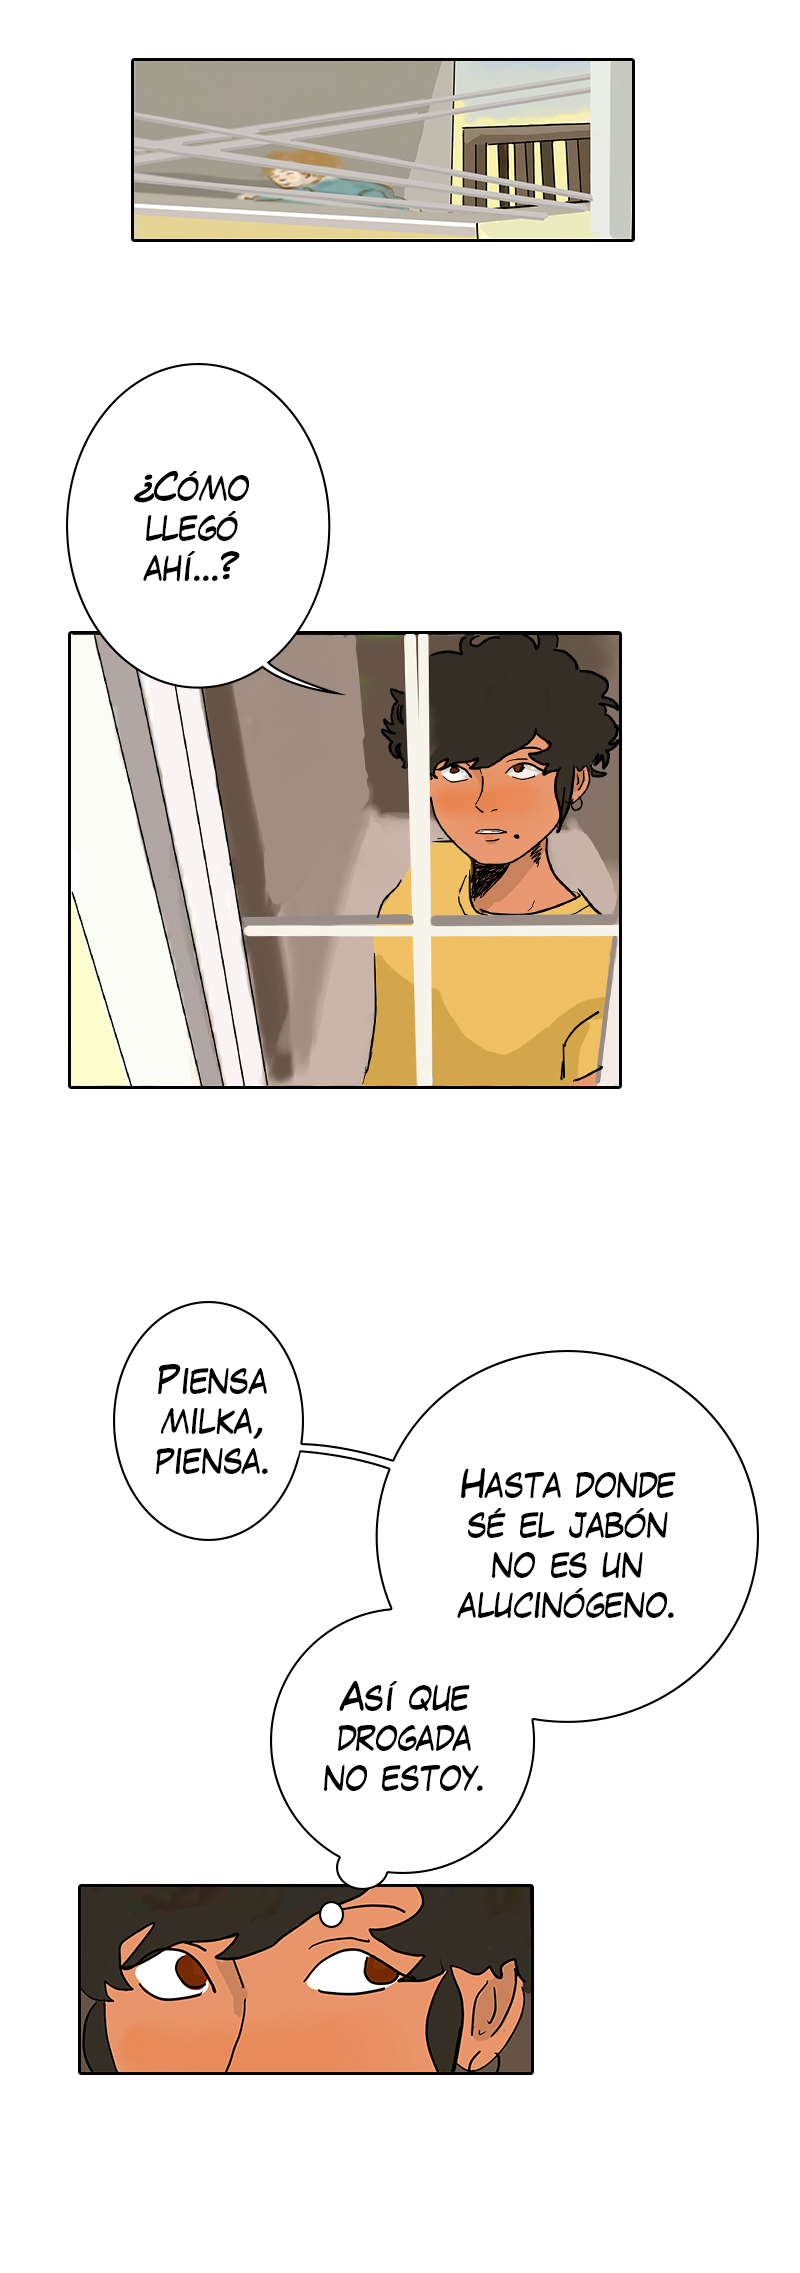 ¿CÓMO
LLEGÓ
AHÍ...?
PIENSA
MILKA,
PIENSA.
HASTA DONDE
SÉ EL JABÓN
NO ES UN
ALUCINÓGENO.
ASÍ QUE
DROGADA
NO ESTOY.